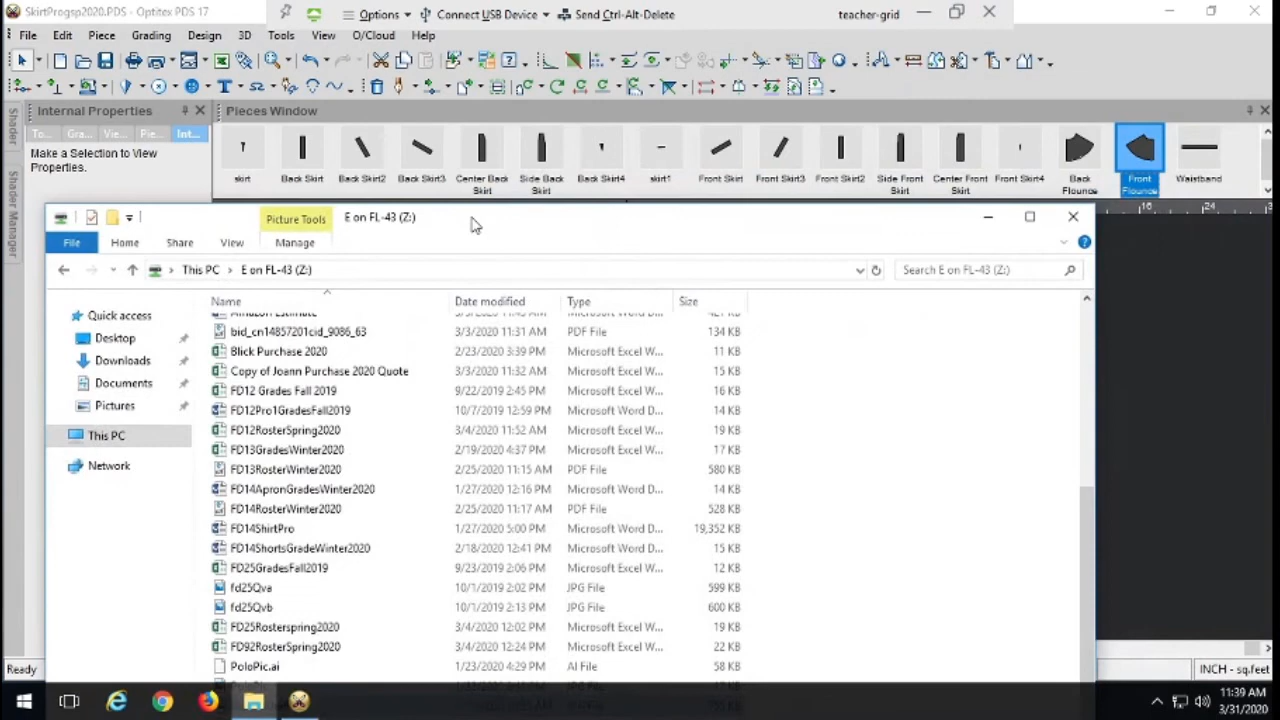 SkirtProgsp2020.PDS - Optitex PDS 17
Options
Connect USB Device
Send Ctrl-Alt-Delete
teacher-grid
File Edit Piece Grading Design 3D Tools View O/Cloud Help
Internal Properties
Pieces Window
Shader
Shader Manager
To... Gra... Vie... Pie... Int...
Make a Selection to View
Properties.
skirt
Back Skirt
Back Skirt2
Back Skirt3
Center Back
Skirt
Side Back
Skirt
Back Skirt4
skirt1
Front Skirt
Front Skirt3
Front Skirt2
Side Front
Skirt
Center Front
Skirt
Front Skirt4
Back
Flounce
Front
Flounce
Waistband
16 24
Picture Tools
E on FL-43 (Z:)
File Home Share View Manage
This PC > E on FL-43 (Z:)
Search E on FL-43 (Z:)
Quick access
Desktop
Downloads
Documents
Pictures
This PC
Network
Name Date modified Type Size
bid_cn14857201cid_9086_63 3/3/2020 11:31 AM PDF File 134 KB
Blick Purchase 2020 2/23/2020 3:39 PM Microsoft Excel W... 11 KB
Copy of Joann Purchase 2020 Quote 3/3/2020 11:32 AM Microsoft Excel W... 15 KB
FD12 Grades Fall 2019 9/22/2019 2:45 PM Microsoft Excel W... 16 KB
FD12Pro1GradesFall2019 10/7/2019 12:59 PM Microsoft Word D... 14 KB
FD12RosterSpring2020 3/4/2020 11:52 AM Microsoft Excel W... 19 KB
FD13GradesWinter2020 2/19/2020 4:37 PM Microsoft Excel W... 17 KB
FD13RosterWinter2020 2/25/2020 11:15 AM PDF File 580 KB
FD14ApronGradesWinter2020 1/27/2020 12:16 PM Microsoft Word D... 14 KB
FD14RosterWinter2020 2/25/2020 11:17 AM PDF File 528 KB
FD14ShirtPro 1/27/2020 5:00 PM Microsoft Word D... 19,352 KB
FD14ShortsGradeWinter2020 2/18/2020 12:41 PM Microsoft Word D... 15 KB
FD25GradesFall2019 9/23/2019 2:06 PM Microsoft Excel W... 12 KB
fd25Qva 10/1/2019 2:02 PM JPG File 599 KB
fd25Qvb 10/1/2019 2:13 PM JPG File 600 KB
FD25Rosterspring2020 3/4/2020 12:02 PM Microsoft Excel W... 19 KB
FD92RosterSpring2020 3/4/2020 12:24 PM Microsoft Excel W... 22 KB
PoloPic.ai 1/23/2020 4:29 PM AI File 58 KB
Ready
INCH - sq.feet
11:39 AM
3/31/2020